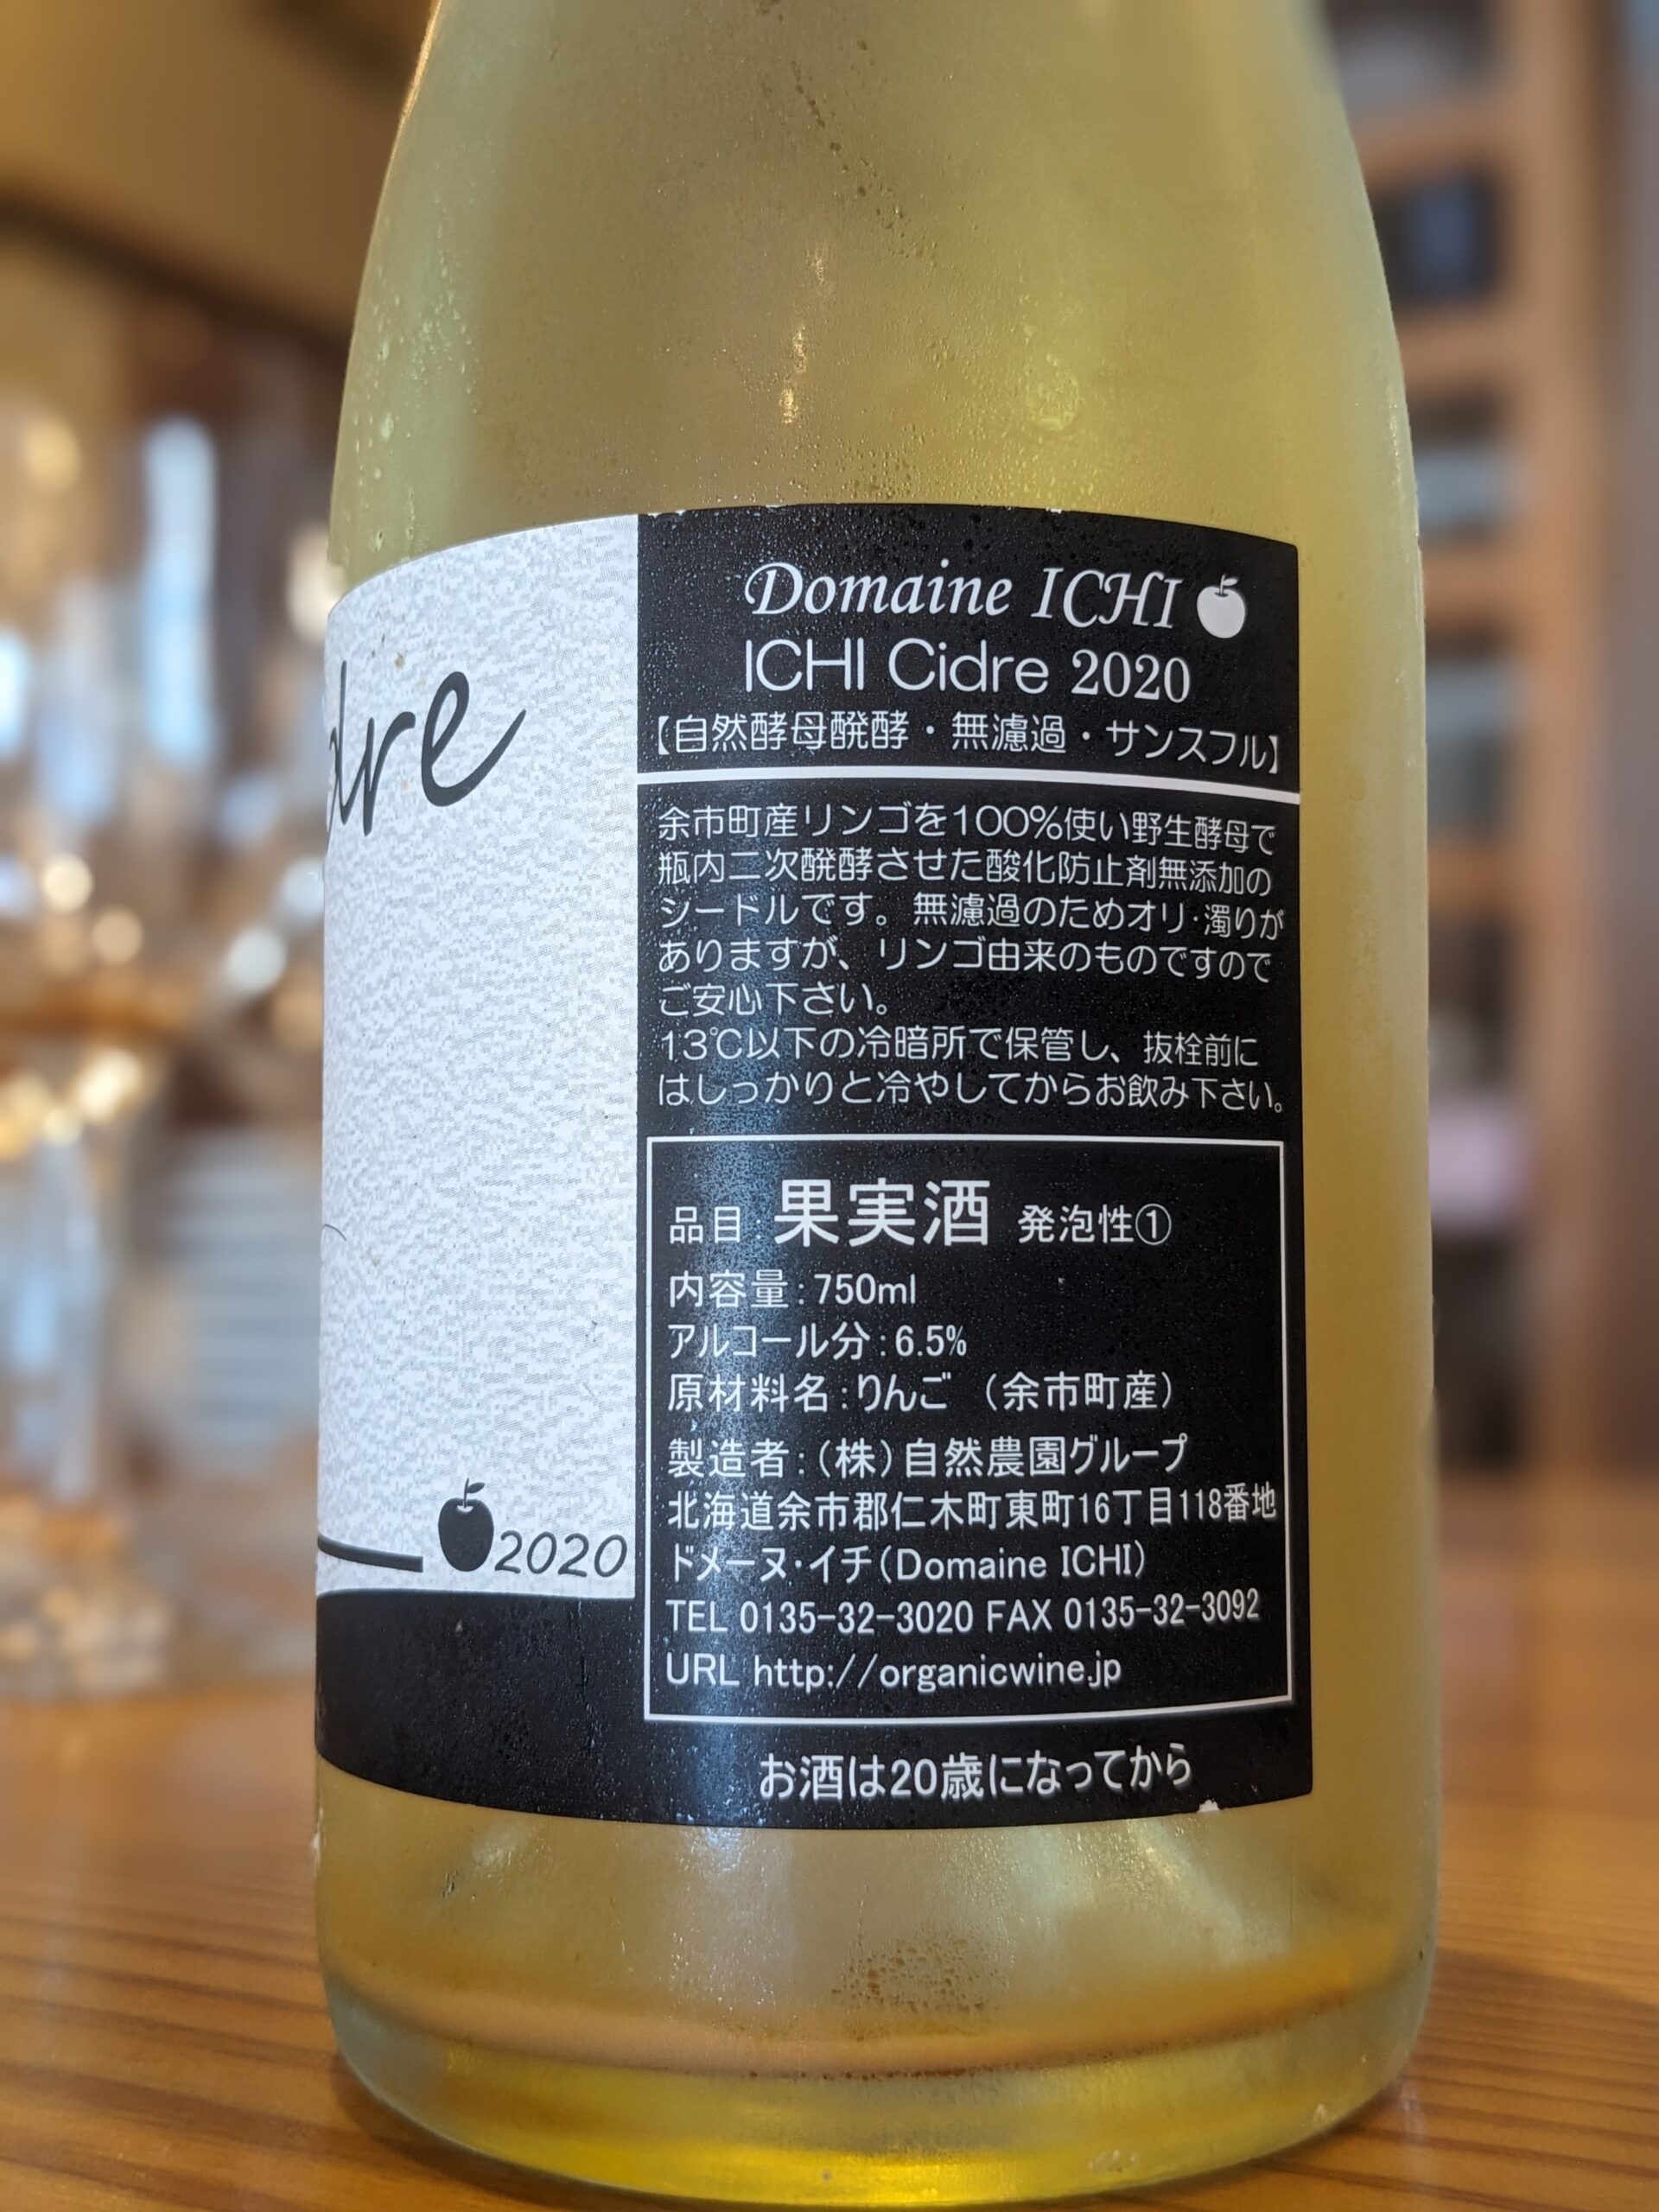 dre
2020
Domaine ICHI
ICHI Cidre 2020
【自然酵母醗酵・無濾過・サンスフル】
余市町産リンゴを100%使い野生酵母で
瓶内二次醗酵させた酸化防止剤無添加の
シードルです。無濾過のためオリ・濁りが
ありますが、リンゴ由来のものですので
ご安心下さい。
13℃以下の冷暗所で保管し、抜栓前に
はしっかりと冷やしてからお飲み下さい。
品目:果実酒 発泡性①
内容量:750ml
アルコール分:6.5%
原材料名:りんご (余市町産)
製造者:(株)自然農園グループ
北海道余市郡仁木町東町16丁目118番地
ドメーヌ・イチ(Domaine ICHI)
TEL 0135-32-3020 FAX 0135-32-3092
URL http://organicwine.jp
お酒は20歳になってから